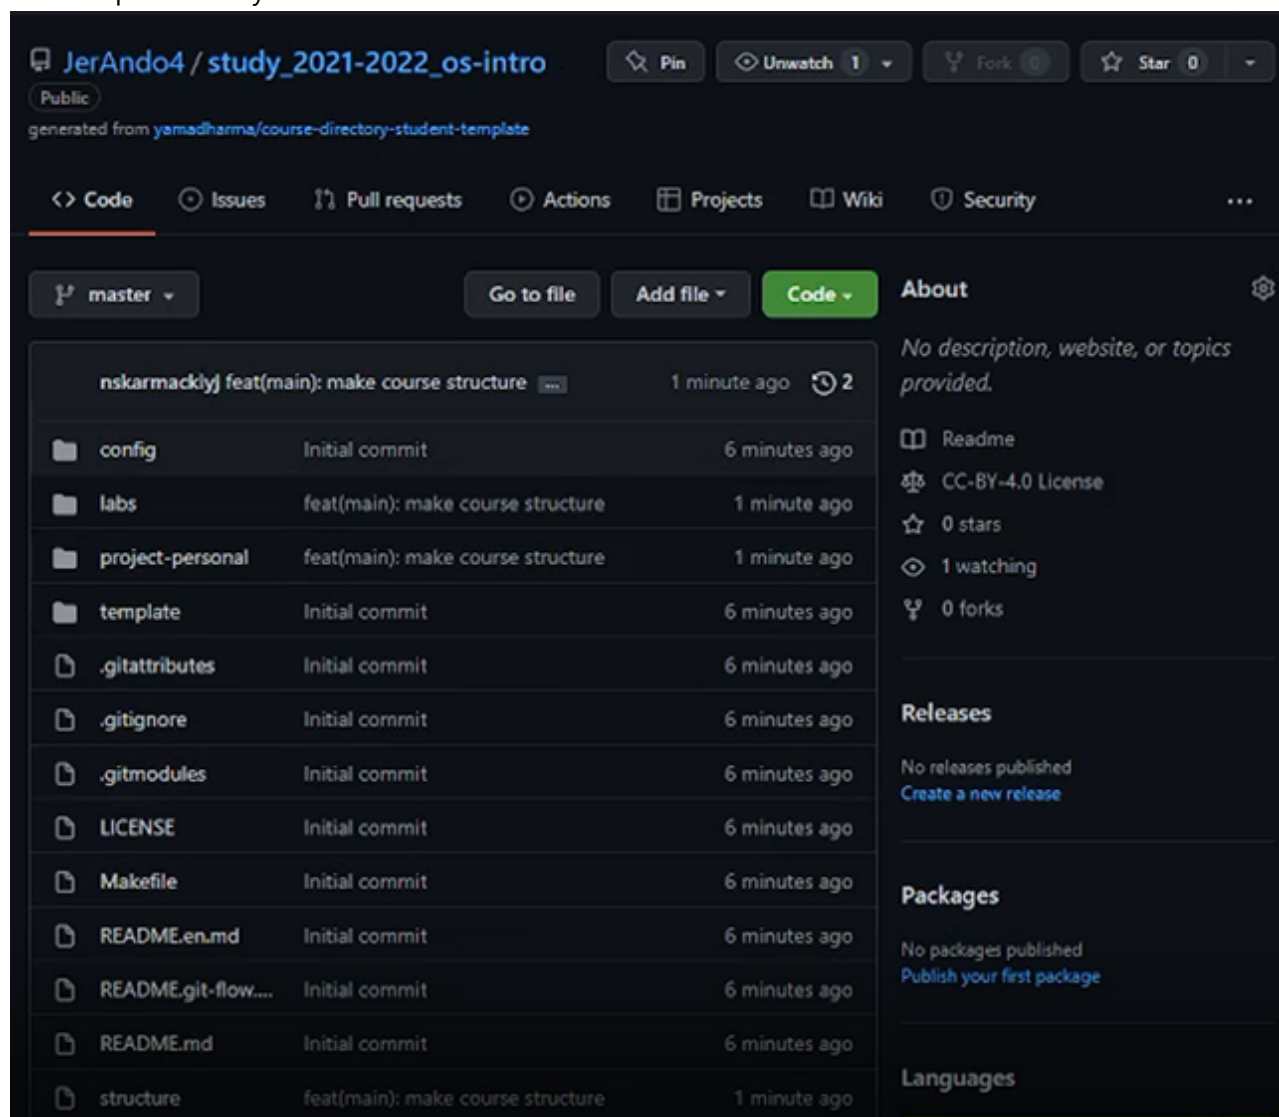 JerAndo4 / study_2021-2022_os-intro
Pin
Unwatch 1
Fork 0
Star 0
Public
generated from yamadharma/course-directory-student-template
<> Code
Issues
Pull requests
Actions
Projects
Wiki
Security
...
master
Go to file
Add file
Code
nskarmacklyj feat(main): make course structure ... 1 minute ago 2
config Initial commit 6 minutes ago
labs feat(main): make course structure 1 minute ago
project-personal feat(main): make course structure 1 minute ago
template Initial commit 6 minutes ago
.gitattributes Initial commit 6 minutes ago
.gitignore Initial commit 6 minutes ago
.gitmodules Initial commit 6 minutes ago
LICENSE Initial commit 6 minutes ago
Makefile Initial commit 6 minutes ago
README.en.md Initial commit 6 minutes ago
README.git-flow.... Initial commit 6 minutes ago
README.md Initial commit 6 minutes ago
structure feat(main): make course structure 1 minute ago
About
No description, website, or topics
provided.
Readme
CC-BY-4.0 License
0 stars
1 watching
0 forks
Releases
No releases published
Create a new release
Packages
No packages published
Publish your first package
Languages